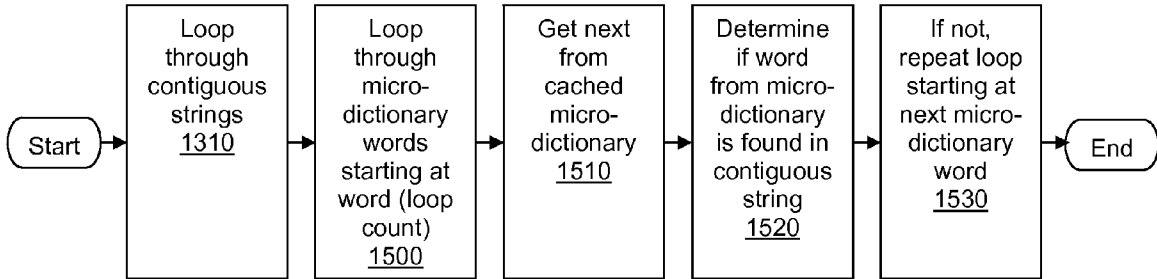 Start
Loop
through
contiguous
strings
1310
Loop
through
micro-
dictionary
words
starting at
word (loop
count)
1500
Get next
from
cached
micro-
dictionary
1510
Determine
if word
from micro-
dictionary
is found in
contiguous
string
1520
If not,
repeat loop
starting at
next micro-
dictionary
word
1530
End